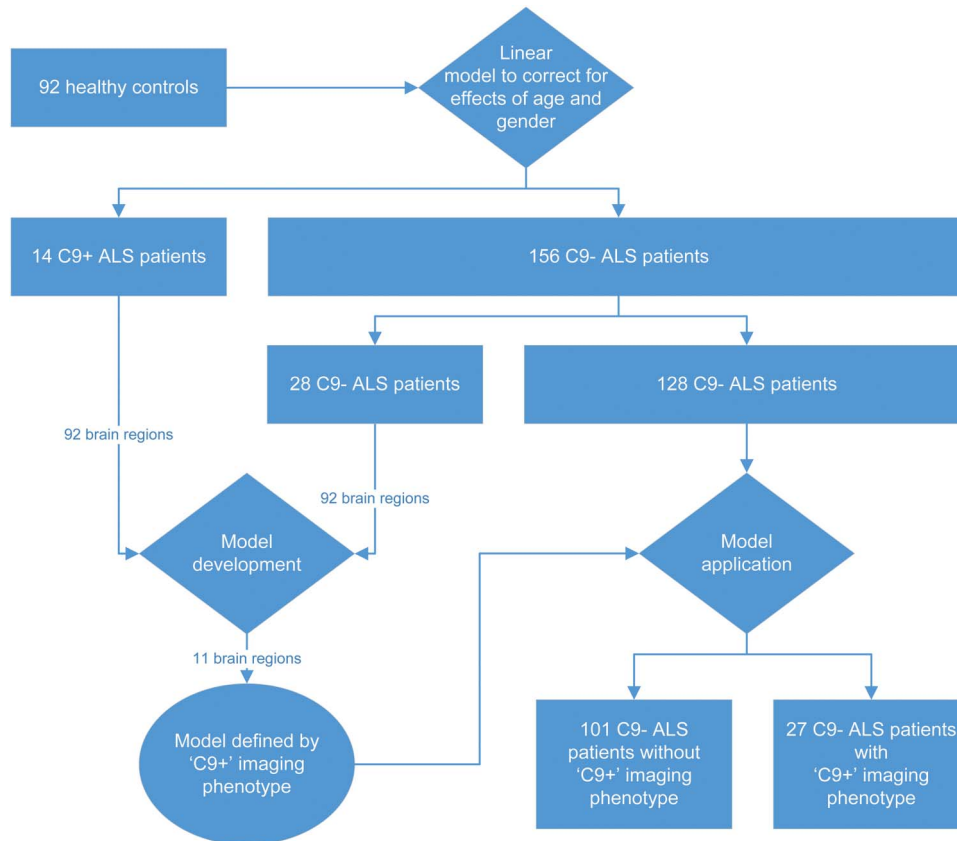 92 healthy controls
Linear
model to correct for
effects of age and
gender
14 C9+ ALS patients
156 C9- ALS patients
28 C9- ALS patients
128 C9- ALS patients
92 brain regions
92 brain regions
Model
development
Model
application
11 brain regions
Model defined by
‘C9+’ imaging
phenotype
101 C9- ALS
patients without
‘C9+’ imaging
phenotype
27 C9- ALS patients
with
‘C9+’ imaging
phenotype